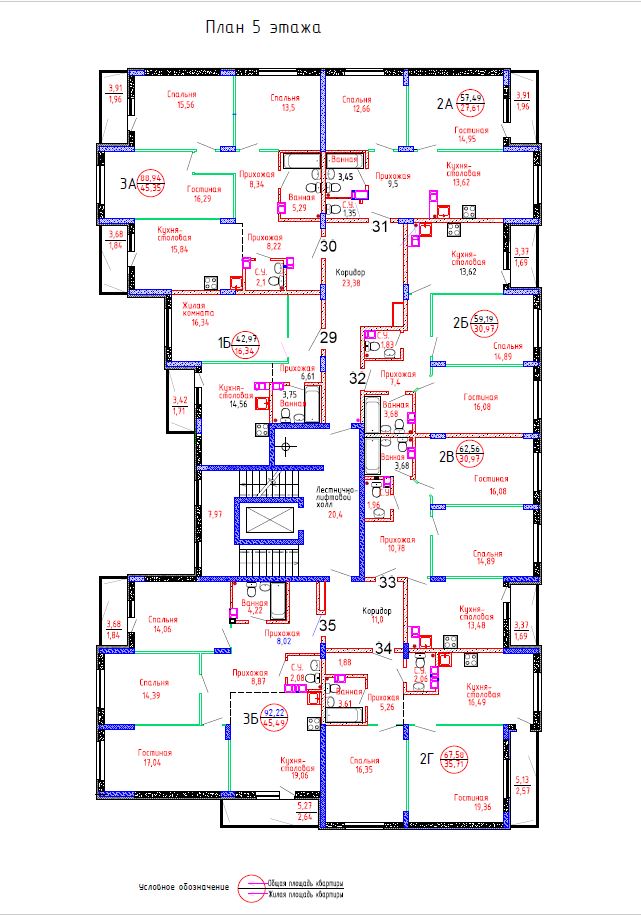 План 5 этажа
3,91
1,96
Спальня
15,56
Спальня
13,5
Спальня
12,66
2А
57,49
27,61
Гостиная
14,95
3,91
1,96
3А
80,94
45,35
Гостиная
16,29
Прихожая
8,34
Ванная
5,29
Ванная
3,45
С.У.
1,35
Прихожая
9,5
Кухня-
столовая
13,62
3,68
1,84
Кухня-
столовая
15,84
Прихожая
8,22
С.У.
2,1
30
31
Коридор
23,38
Кухня-
столовая
13,62
3,37
1,69
Жилая
комната
16,34
1Б
42,97
16,34
29
2Б
59,19
30,97
Спальня
14,89
С.У.
1,83
32
Прихожая
6,61
Прихожая
7,4
3,42
1,71
Кухня-
столовая
14,56
3,75
Ванная
Ванная
3,68
Гостиная
16,08
2В
62,56
30,97
Ванная
3,68
Гостиная
16,08
Лестнично-
лифтовой
холл
20,4
7,97
С.У.
1,96
Прихожая
10,78
Спальня
14,89
33
3,68
1,84
Спальня
14,06
Ванная
4,22
Прихожая
8,02
35
Коридор
11,0
Кухня-
столовая
13,48
3,37
1,69
34
Спальня
14,39
Прихожая
8,87
С.У.
2,08
1,88
Ванная
3,61
Прихожая
5,26
С.У.
2,06
Кухня-
столовая
16,49
3Б
92,22
45,49
Гостиная
17,04
Кухня-
столовая
19,06
Спальня
16,35
2Г
67,50
35,71
Гостиная
19,36
5,13
2,57
5,27
2,64
Условное обозначение
Общая площадь квартиры
Жилая площадь квартиры